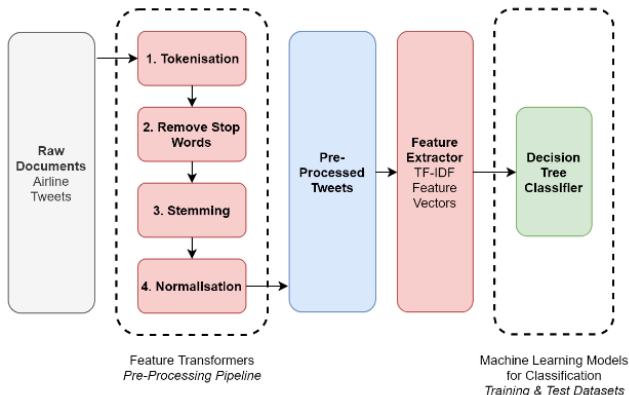 Raw
Documents
Airline
Tweets
1. Tokenisation
2. Remove Stop
Words
3. Stemming
4. Normalisation
Pre-
Processed
Tweets
Feature
Extractor
TF-IDF
Feature
Vectors
Decision
Tree
Classifier
Feature Transformers
Pre-Processing Pipeline
Machine Learning Models
for Classification
Training & Test Datasets